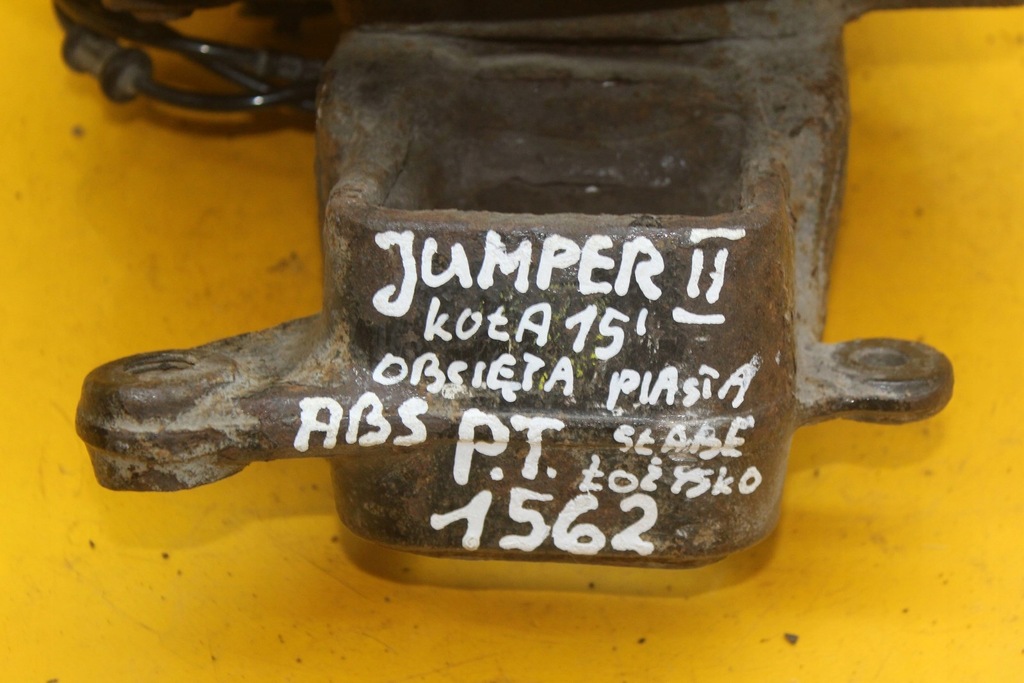 JUMPER II
KOŁA 15'
OBCIĘTA PIASTA
ABS P.T. SŁABE
ŁOŻYSKO
1562